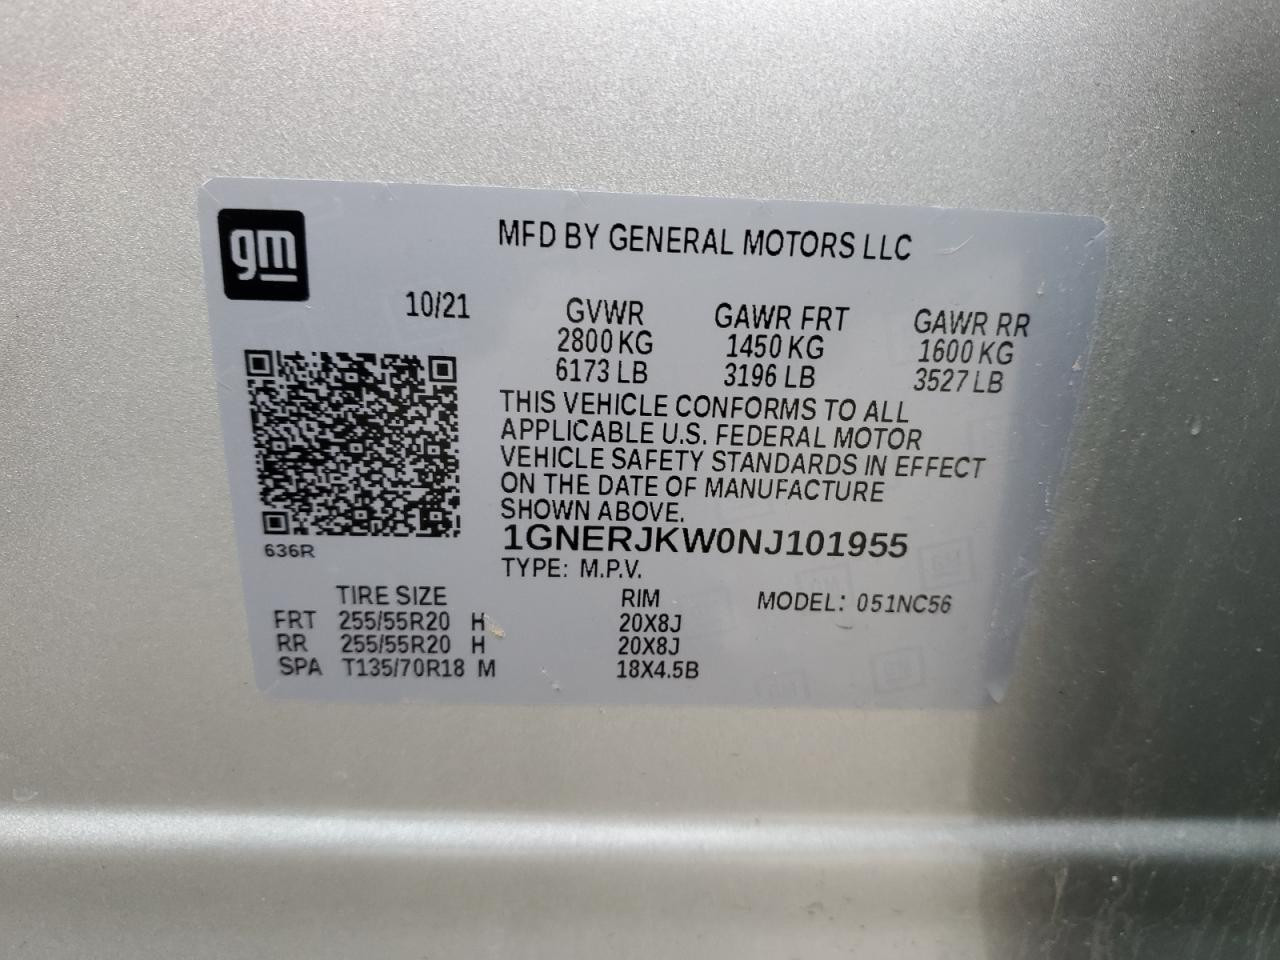 gm
MFD BY GENERAL MOTORS LLC
10/21 GVWR GAWR FRT GAWR RR
2800 KG 1450 KG 1600 KG
6173 LB 3196 LB 3527 LB
THIS VEHICLE CONFORMS TO ALL
APPLICABLE U.S. FEDERAL MOTOR
VEHICLE SAFETY STANDARDS IN EFFECT
ON THE DATE OF MANUFACTURE
SHOWN ABOVE.
1GNERJKW0NJ101955
636R
TYPE: M.P.V.
TIRE SIZE RIM MODEL: 051NC56
FRT 255/55R20 H 20X8J
RR 255/55R20 H 20X8J
SPA T135/70R18 M 18X4.5B